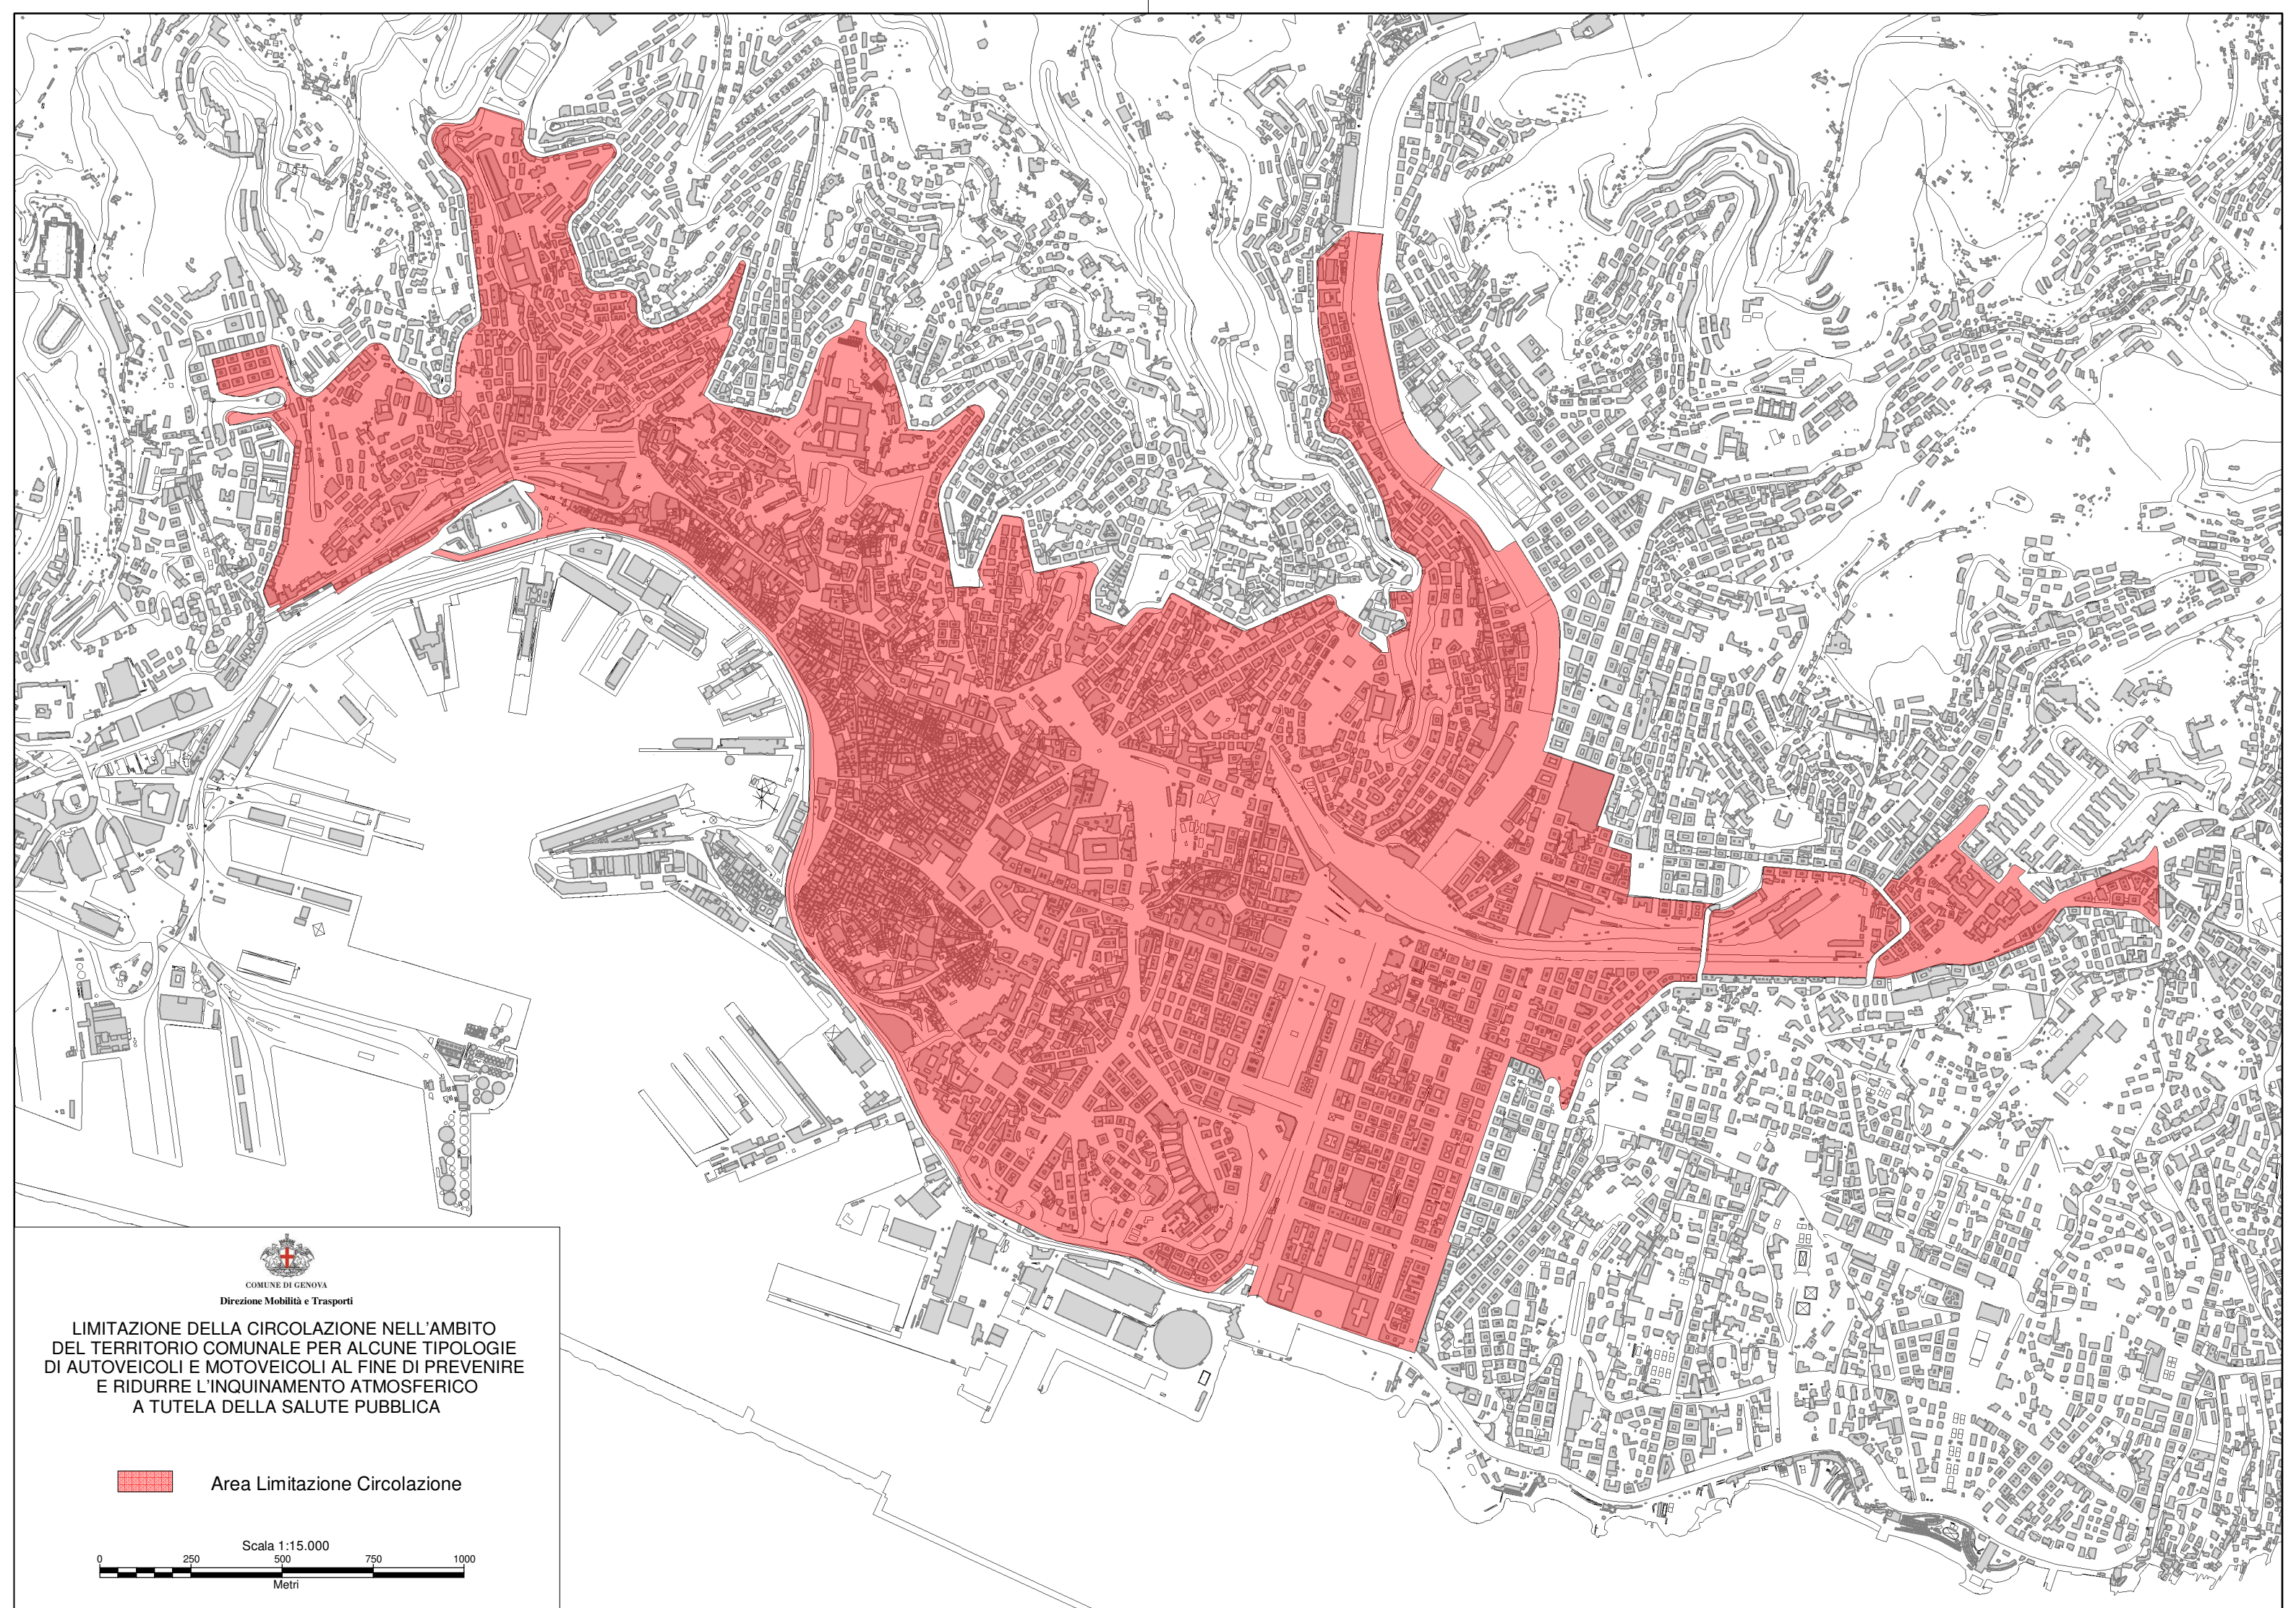 COMUNE DI GENOVA
Direzione Mobilità e Trasporti
LIMITAZIONE DELLA CIRCOLAZIONE NELL'AMBITO
DEL TERRITORIO COMUNALE PER ALCUNE TIPOLOGIE
DI AUTOVEICOLI E MOTOVEICOLI AL FINE DI PREVENIRE
E RIDURRE L'INQUINAMENTO ATMOSFERICO
A TUTELA DELLA SALUTE PUBBLICA
Area Limitazione Circolazione
Scala 1:15.000
0 250 500 750 1000
Metri